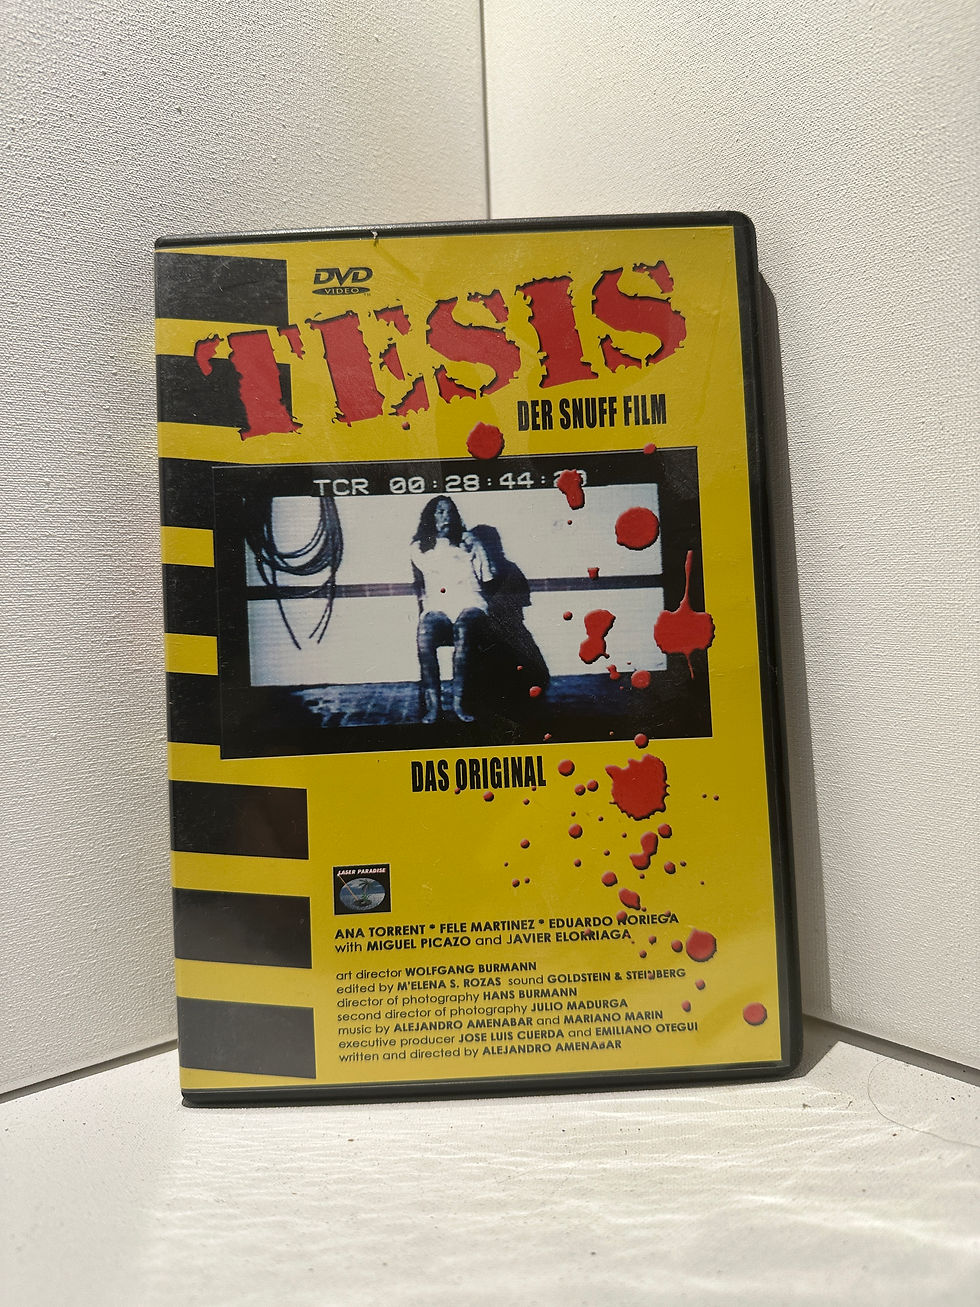 DVD
VIDEO™
TESIS
DER SNUFF FILM
TCR 00:28:44:
DAS ORIGINAL
LASER PARADISE
ANA TORRENT * FELE MARTINEZ * EDUARDO NORIEGA
with MIGUEL PICAZO and JAVIER ELORRIAGA
art director WOLFGANG BURMANN
edited by M'ELENA S. ROZAS sound GOLDSTEIN & STEINBERG
director of photography HANS BURMANN
second director of photography JULIO MADURGA
music by ALEJANDRO AMENABAR and MARIANO MARIN
executive producer JOSE LUIS CUERDA and EMILIANO OTEGUI
written and directed by ALEJANDRO AMENABAR